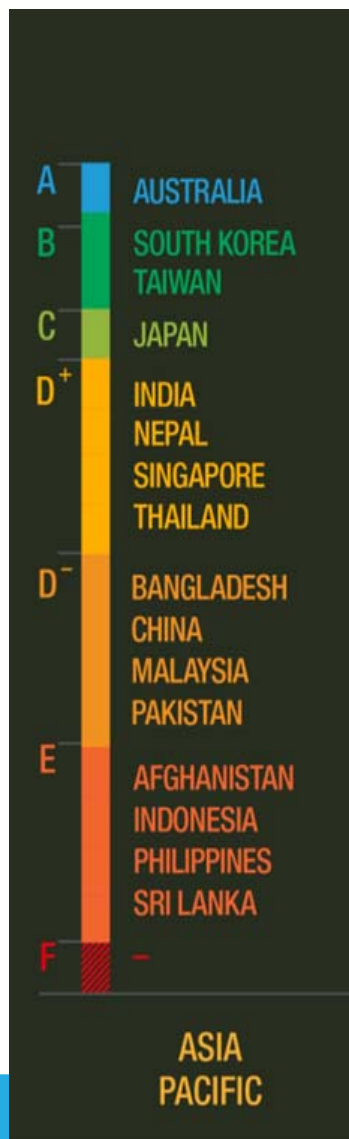 A
AUSTRALIA
B
SOUTH KOREA
TAIWAN
C
JAPAN
D+
INDIA
NEPAL
SINGAPORE
THAILAND
D-
BANGLADESH
CHINA
MALAYSIA
PAKISTAN
E
AFGHANISTAN
INDONESIA
PHILIPPINES
SRI LANKA
F
–
ASIA
PACIFIC